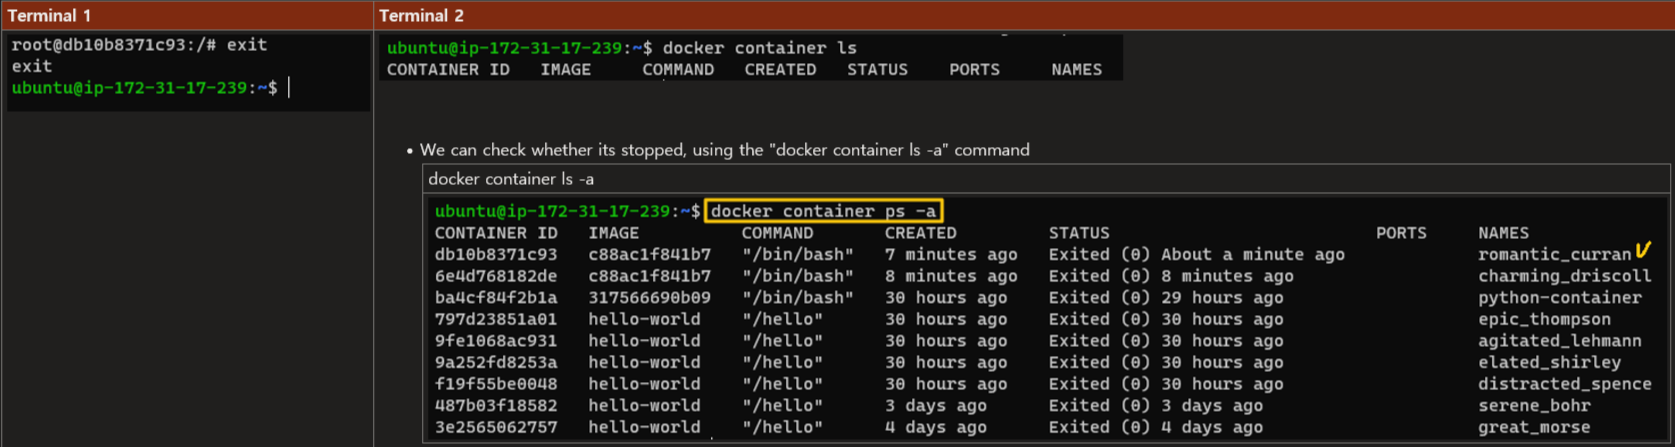 Terminal 1
root@db10b8371c93:/# exit
exit
ubuntu@ip-172-31-17-239:~$
Terminal 2
ubuntu@ip-172-31-17-239:~$ docker container ls
CONTAINER ID IMAGE COMMAND CREATED STATUS PORTS NAMES
• We can check whether its stopped, using the "docker container ls -a" command
docker container ls -a
ubuntu@ip-172-31-17-239:~$ docker container ps -a
CONTAINER ID IMAGE COMMAND CREATED STATUS PORTS NAMES
db10b8371c93 c88ac1f841b7 "/bin/bash" 7 minutes ago Exited (0) About a minute ago romantic_curran
6e4d768182de c88ac1f841b7 "/bin/bash" 8 minutes ago Exited (0) 8 minutes ago charming_driscoll
ba4cf84f2b1a 317566690b09 "/bin/bash" 30 hours ago Exited (0) 29 hours ago python-container
797d23851a01 hello-world "/hello" 30 hours ago Exited (0) 30 hours ago epic_thompson
9fe1068ac931 hello-world "/hello" 30 hours ago Exited (0) 30 hours ago agitated_lehmann
9a252fd8253a hello-world "/hello" 30 hours ago Exited (0) 30 hours ago elated_shirley
f19f55be0048 hello-world "/hello" 30 hours ago Exited (0) 30 hours ago distracted_spence
487b03f18582 hello-world "/hello" 3 days ago Exited (0) 3 days ago serene_bohr
3e2565062757 hello-world "/hello" 4 days ago Exited (0) 4 days ago great_morse